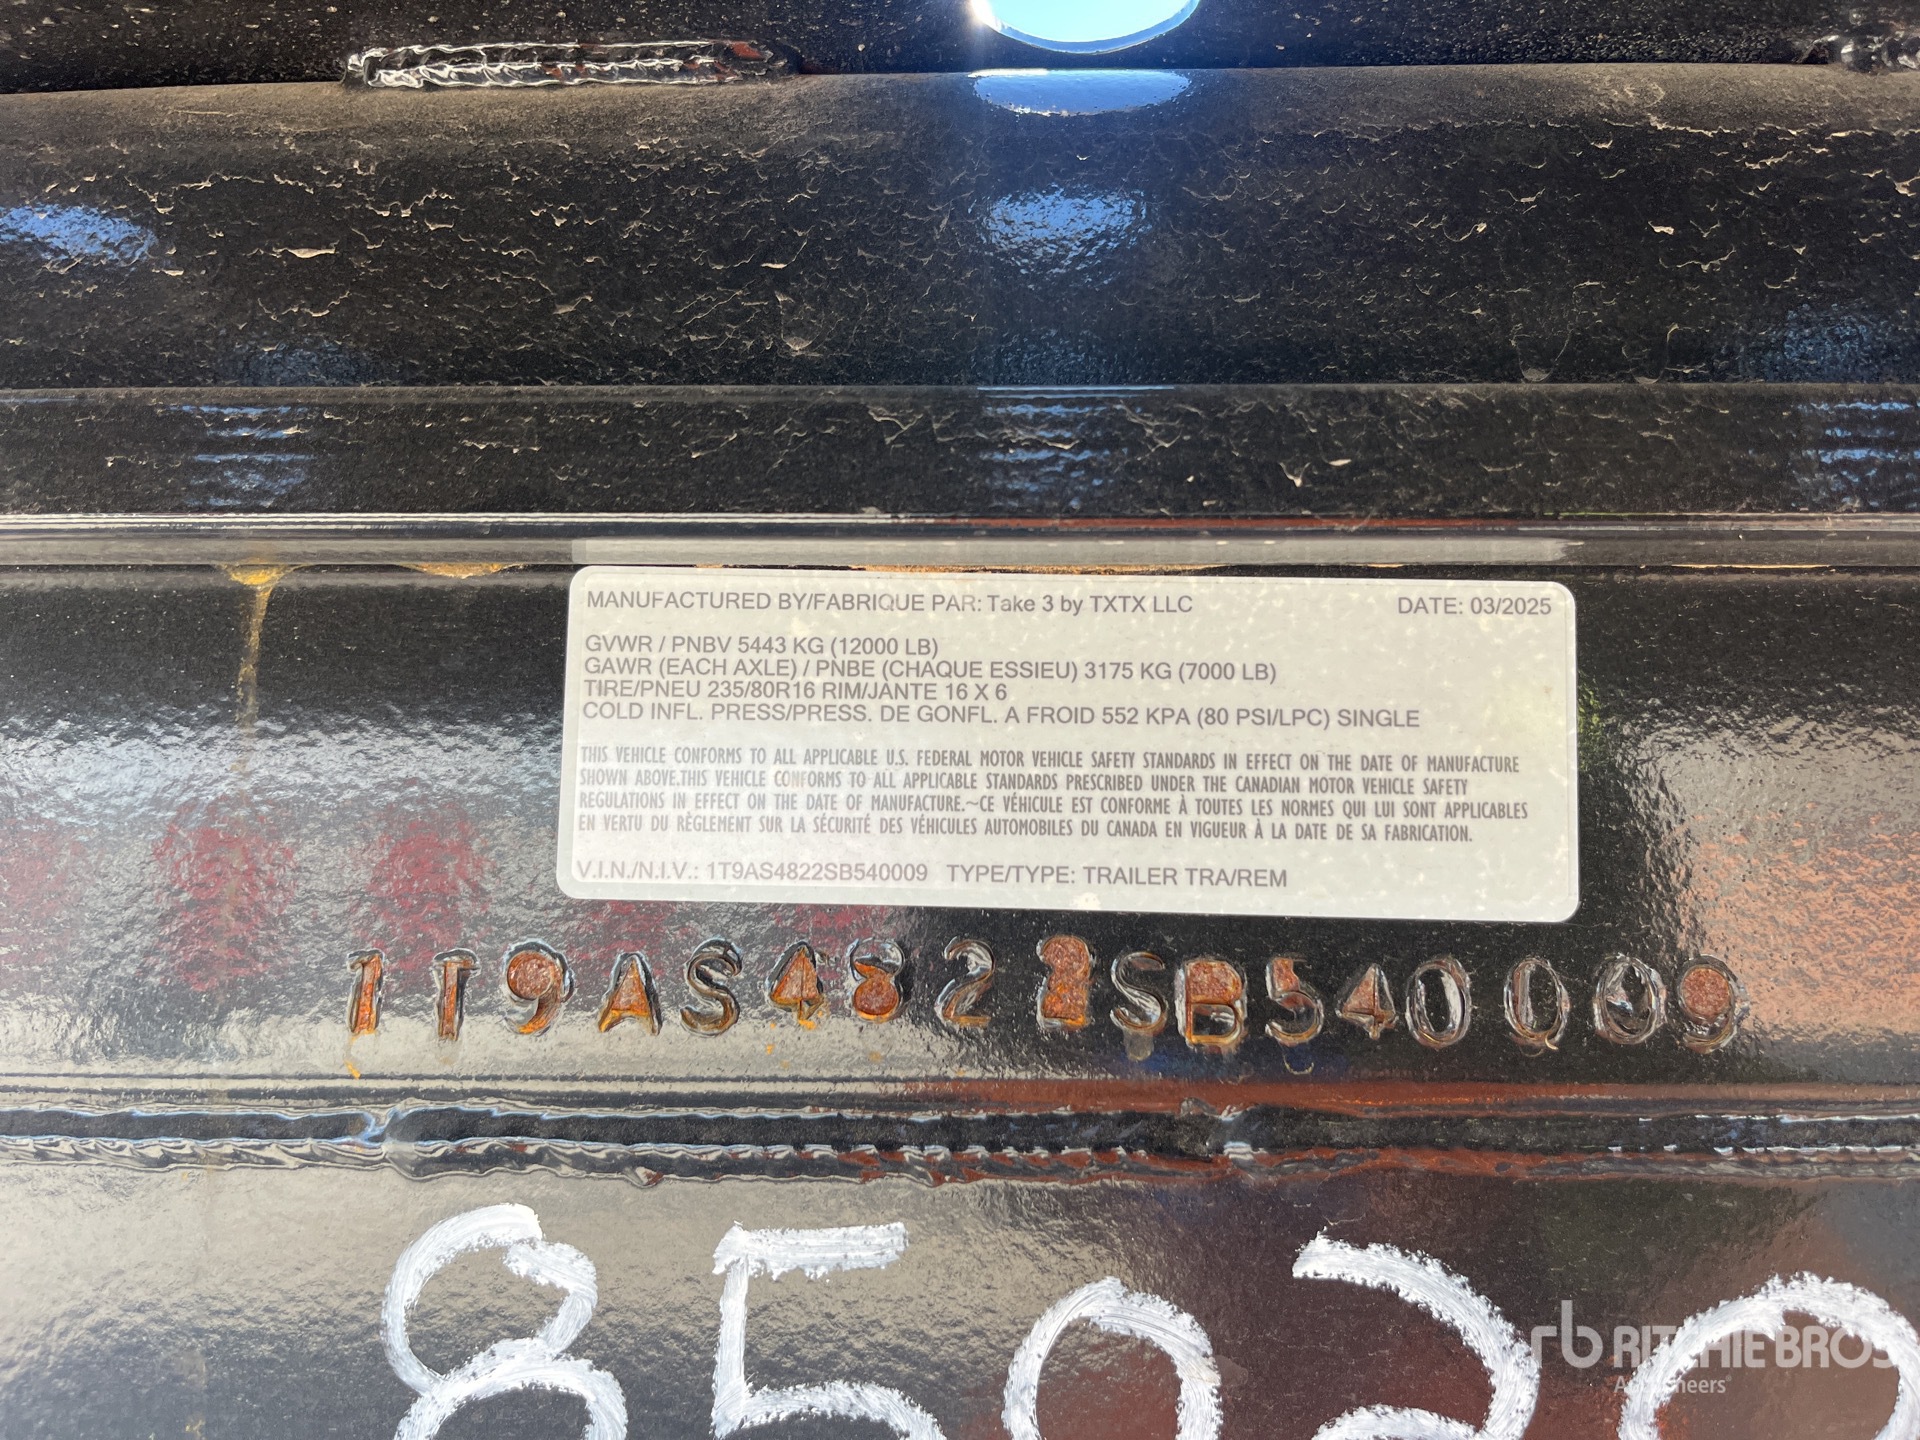 MANUFACTURED BY/FABRIQUE PAR: Take 3 by TXTX LLC DATE: 03/2025
GVWR / PNBV 5443 KG (12000 LB)
GAWR (EACH AXLE) / PNBE (CHAQUE ESSIEU) 3175 KG (7000 LB)
TIRE/PNEU 235/80R16 RIM/JANTE 16 X 6
COLD INFL. PRESS/PRESS. DE GONFL. A FROID 552 KPA (80 PSI/LPC) SINGLE
THIS VEHICLE CONFORMS TO ALL APPLICABLE U.S. FEDERAL MOTOR VEHICLE SAFETY STANDARDS IN EFFECT ON THE DATE OF MANUFACTURE
SHOWN ABOVE.THIS VEHICLE CONFORMS TO ALL APPLICABLE STANDARDS PRESCRIBED UNDER THE CANADIAN MOTOR VEHICLE SAFETY
REGULATIONS IN EFFECT ON THE DATE OF MANUFACTURE.~CE VÉHICULE EST CONFORME À TOUTES LES NORMES QUI LUI SONT APPLICABLES
EN VERTU DU RÈGLEMENT SUR LA SÉCURITÉ DES VÉHICULES AUTOMOBILES DU CANADA EN VIGUEUR À LA DATE DE SA FABRICATION.
V.I.N./N.I.V.: 1T9AS4822SB540009 TYPE/TYPE: TRAILER TRA/REM
1T9AS4822SB540009
rb RITCHIE BROS
Auctioneers